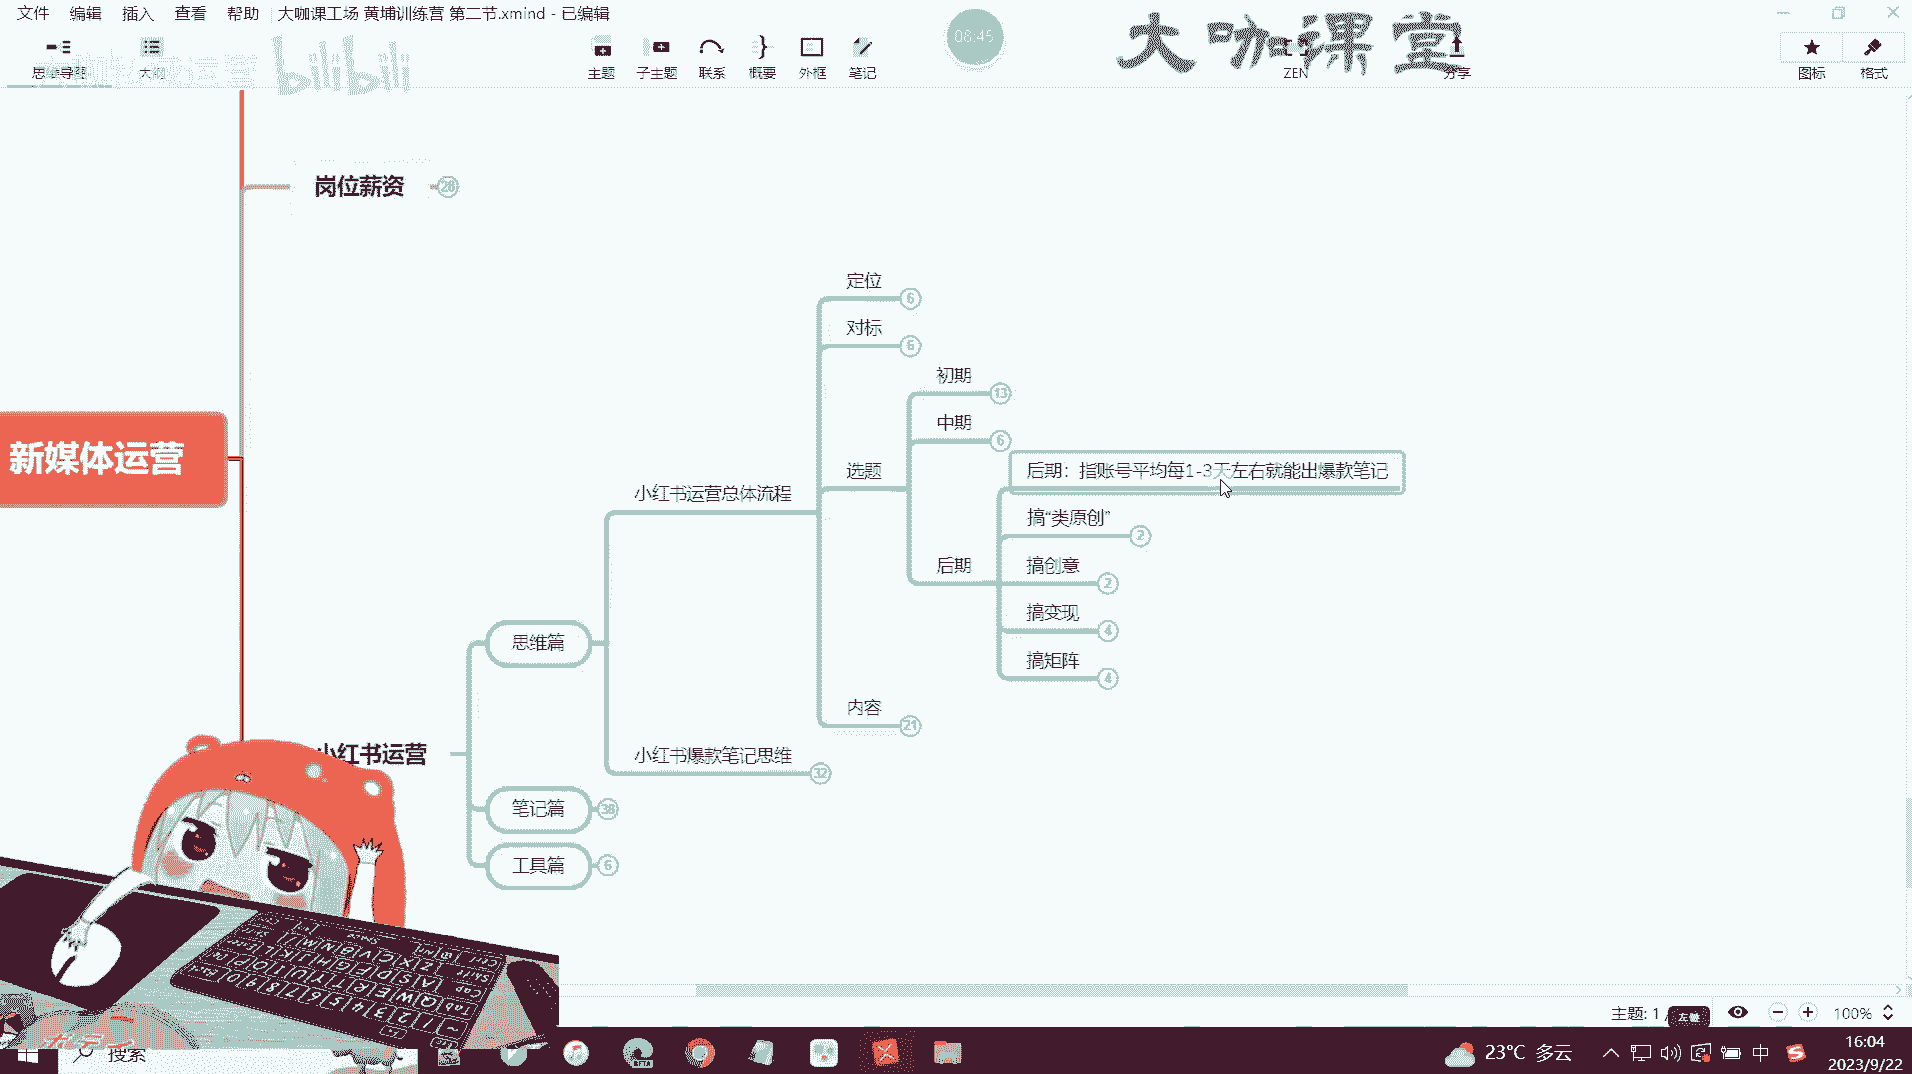 文件 编辑 插入 查看 帮助 大咖课工场 黄埔训练营 第二节.xmind - 已编辑
思维导图 大纲 主题 子主题 联系 概要 外框 笔记 ZEN 分享 图标 格式
bilibili
08:45
大咖课堂
岗位薪资 28
定位 6
对标 6
初期 13
中期 6
选题
后期：指账号平均每1-3天左右就能出爆款笔记
小红书运营总体流程
搞“类原创” 2
后期
搞创意 2
搞变现 4
搞矩阵 4
新媒体运营
思维篇
内容 21
小红书运营
小红书爆款笔记思维 32
笔记篇 38
工具篇 6
主题: 1 / 左键 100%
搜索
23°C 多云 中 16:04
2023/9/22